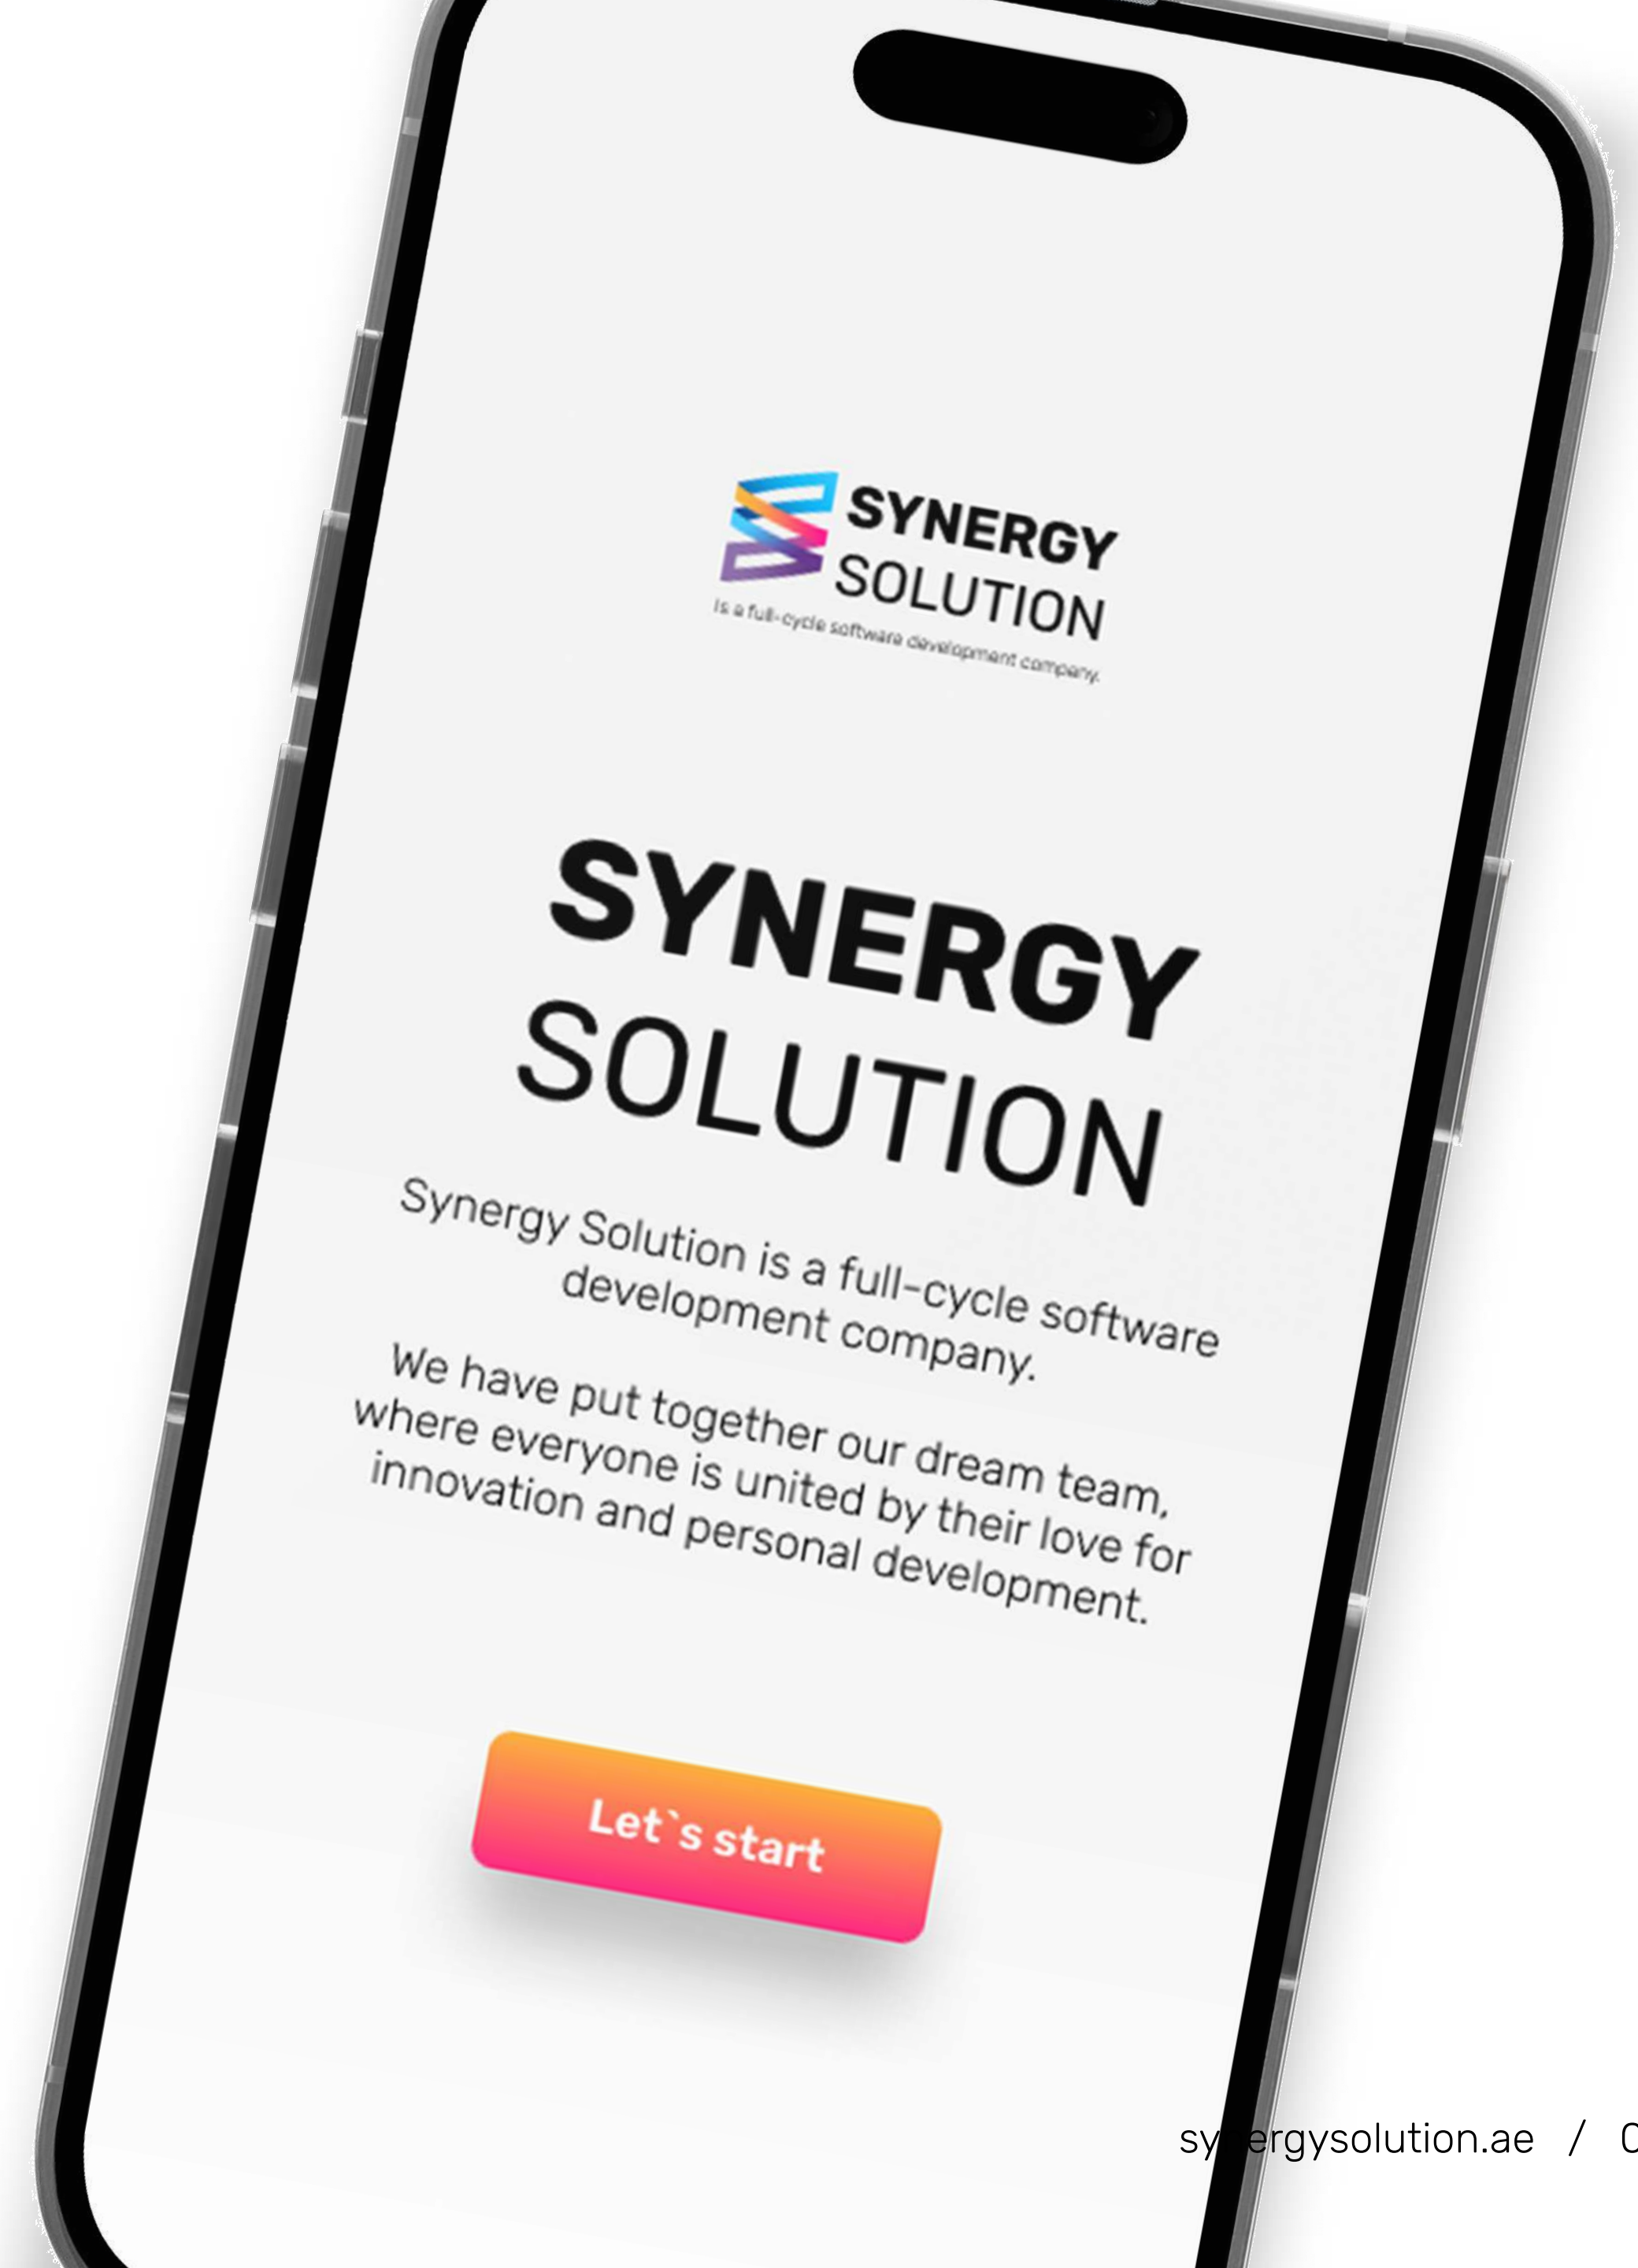 SYNERGY
SOLUTION
is a full-cycle software development company.
SYNERGY
SOLUTION
Synergy Solution is a full-cycle software
development company.
We have put together our dream team,
where everyone is united by their love for
innovation and personal development.
Let`s start
synergysolution.ae /